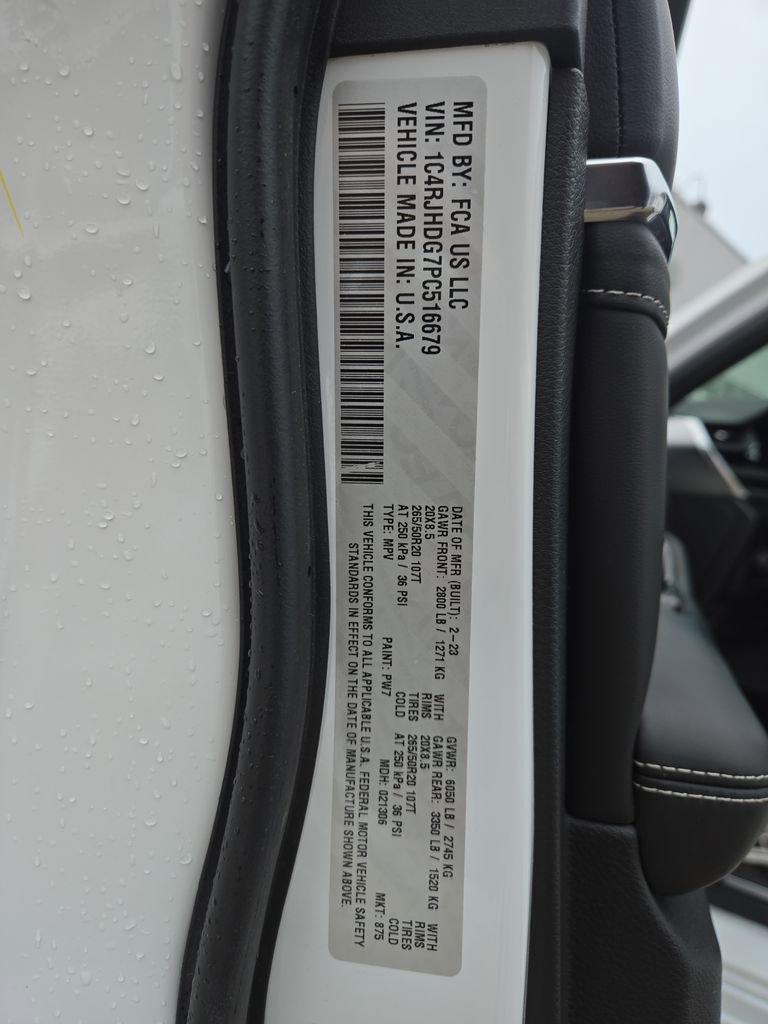 MFD BY: FCA US LLC
VIN: 1C4RJHDG7PC516679
VEHICLE MADE IN: U.S.A.
DATE OF MFR (BUILT): 2-23 GVWR: 6050 LB / 2745 KG
GAWR FRONT: 2800 LB / 1271 KG WITH GAWR REAR: 3350 LB / 1520 KG WITH
20X8.5 RIMS 20X8.5 RIMS
265/50R20 107T TIRES 265/50R20 107T TIRES
AT 250 kPa / 36 PSI COLD AT 250 kPa / 36 PSI COLD
TYPE: MPV PAINT: PW7 MDH: 021306 MKT: 875
THIS VEHICLE CONFORMS TO ALL APPLICABLE U.S.A. FEDERAL MOTOR VEHICLE SAFETY
STANDARDS IN EFFECT ON THE DATE OF MANUFACTURE SHOWN ABOVE.